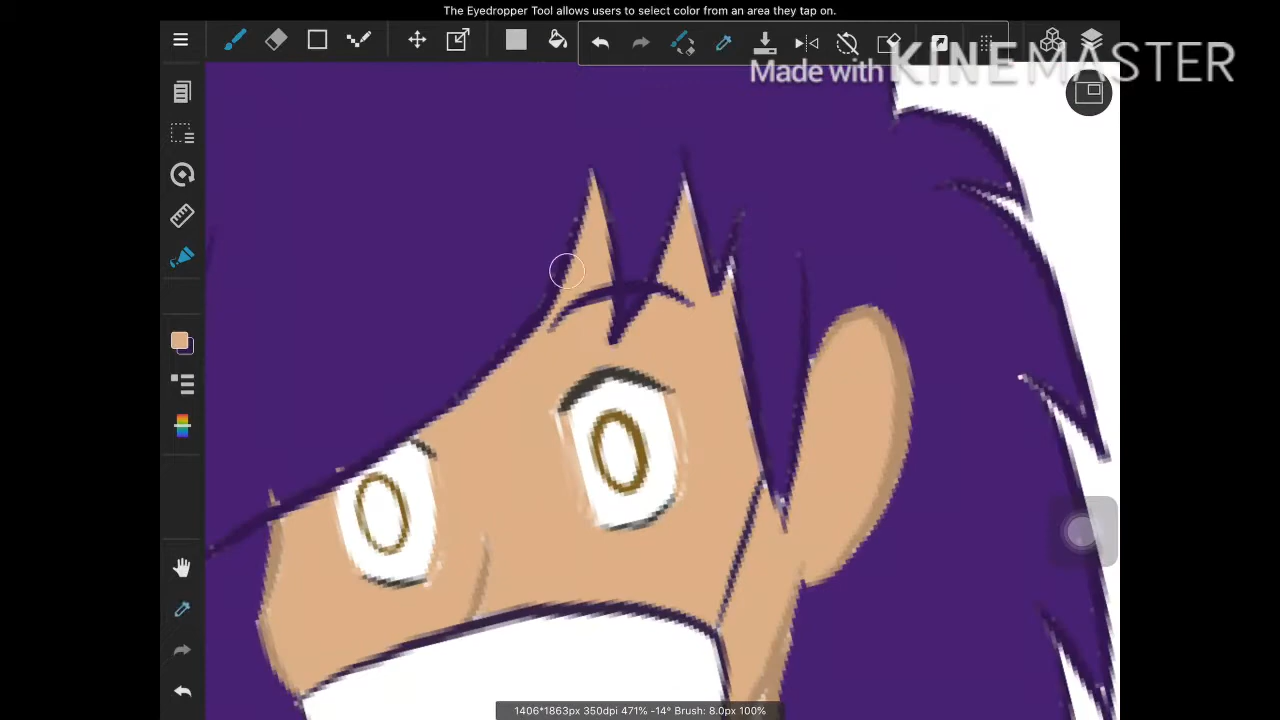 The Eyedropper Tool allows users to select color from an area they tap on.
Made with KINEMASTER
1406*1863px 350dpi 471% -14° Brush: 8.0px 100%